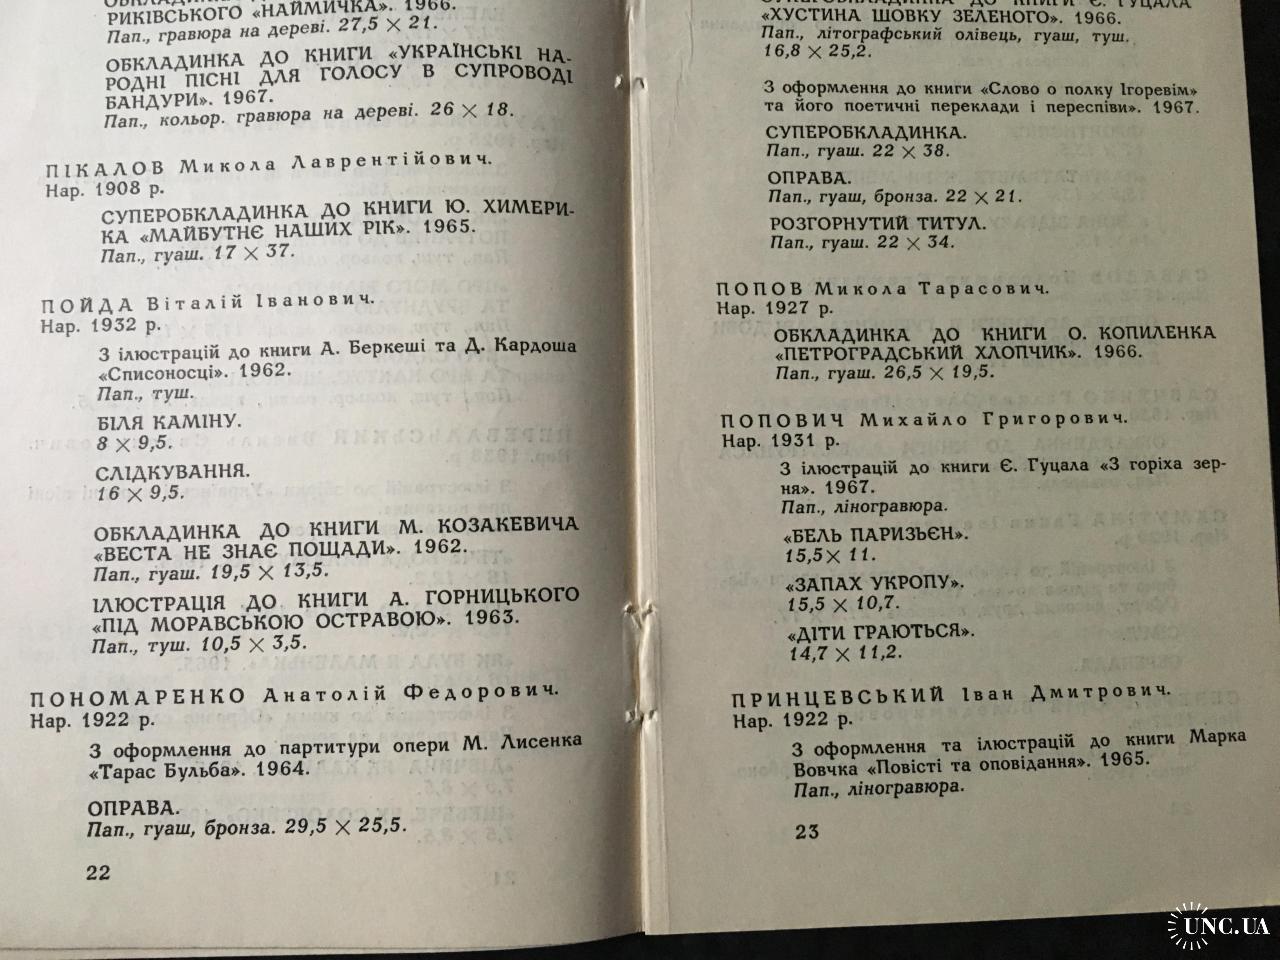 РИКІВСЬКОГО «НАЙМИЧКА». 1966.
Пап., гравюра на дереві. 27,5 × 21.
ОБКЛАДИНКА ДО КНИГИ «УКРАЇНСЬКІ НА-
РОДНІ ПІСНІ ДЛЯ ГОЛОСУ В СУПРОВОДІ
БАНДУРИ». 1967.
Пап., кольор. гравюра на дереві. 26 × 18.
ПІКАЛОВ Микола Лаврентійович.
Нар. 1908 р.
СУПЕРОБКЛАДИНКА ДО КНИГИ Ю. ХИМЕРИ-
КА «МАЙБУТНЄ НАШИХ РІК». 1965.
Пап., гуаш. 17 × 37.
ПОЙДА Віталій Іванович.
Нар. 1932 р.
З ілюстрацій до книги А. Беркеші та Д. Кардоша
«Списоносці». 1962.
Пап., туш.
БІЛЯ КАМІНУ.
8 × 9,5.
СЛІДКУВАННЯ.
16 × 9,5.
ОБКЛАДИНКА ДО КНИГИ М. КОЗАКЕВИЧА
«ВЕСТА НЕ ЗНАЄ ПОЩАДИ». 1962.
Пап., гуаш. 19,5 × 13,5.
ІЛЮСТРАЦІЯ ДО КНИГИ А. ГОРНИЦЬКОГО
«ПІД МОРАВСЬКОЮ ОСТРАВОЮ». 1963.
Пап., туш. 10,5 × 3,5.
ПОНОМАРЕНКО Анатолій Федорович.
Нар. 1922 р.
З оформлення до партитури опери М. Лисенка
«Тарас Бульба». 1964.
ОПРАВА.
Пап., гуаш, бронза. 29,5 × 25,5.
22
СУПЕРОБКЛАДИНКА ДО КНИГИ Є. ГУЦАЛА
«ХУСТИНА ШОВКУ ЗЕЛЕНОГО». 1966.
Пап., літографський олівець, гуаш, туш.
16,8 × 25,2.
З оформлення до книги «Слово о полку Ігоревім»
та його поетичні переклади і переспіви». 1967.
СУПЕРОБКЛАДИНКА.
Пап., гуаш. 22 × 38.
ОПРАВА.
Пап., гуаш, бронза. 22 × 21.
РОЗГОРНУТИЙ ТИТУЛ.
Пап., гуаш. 22 × 34.
ПОПОВ Микола Тарасович.
Нар. 1927 р.
ОБКЛАДИНКА ДО КНИГИ О. КОПИЛЕНКА
«ПЕТРОГРАДСЬКИЙ ХЛОПЧИК». 1966.
Пап., гуаш. 26,5 × 19,5.
ПОПОВИЧ Михайло Григорович.
Нар. 1931 р.
З ілюстрацій до книги Є. Гуцала «З горіха зер-
ня». 1967.
Пап., ліногравюра.
«БЕЛЬ ПАРИЗЬЄН».
15,5× 11.
«ЗАПАХ УКРОПУ».
15,5 × 10,7.
«ДІТИ ГРАЮТЬСЯ».
14,7 × 11,2.
ПРИНЦЕВСЬКИЙ Іван Дмитрович.
Нар. 1922 р.
З оформлення та ілюстрацій до книги Марка
Вовчка «Повісті та оповідання». 1965.
Пап., ліногравюра.
23
UNC.UA